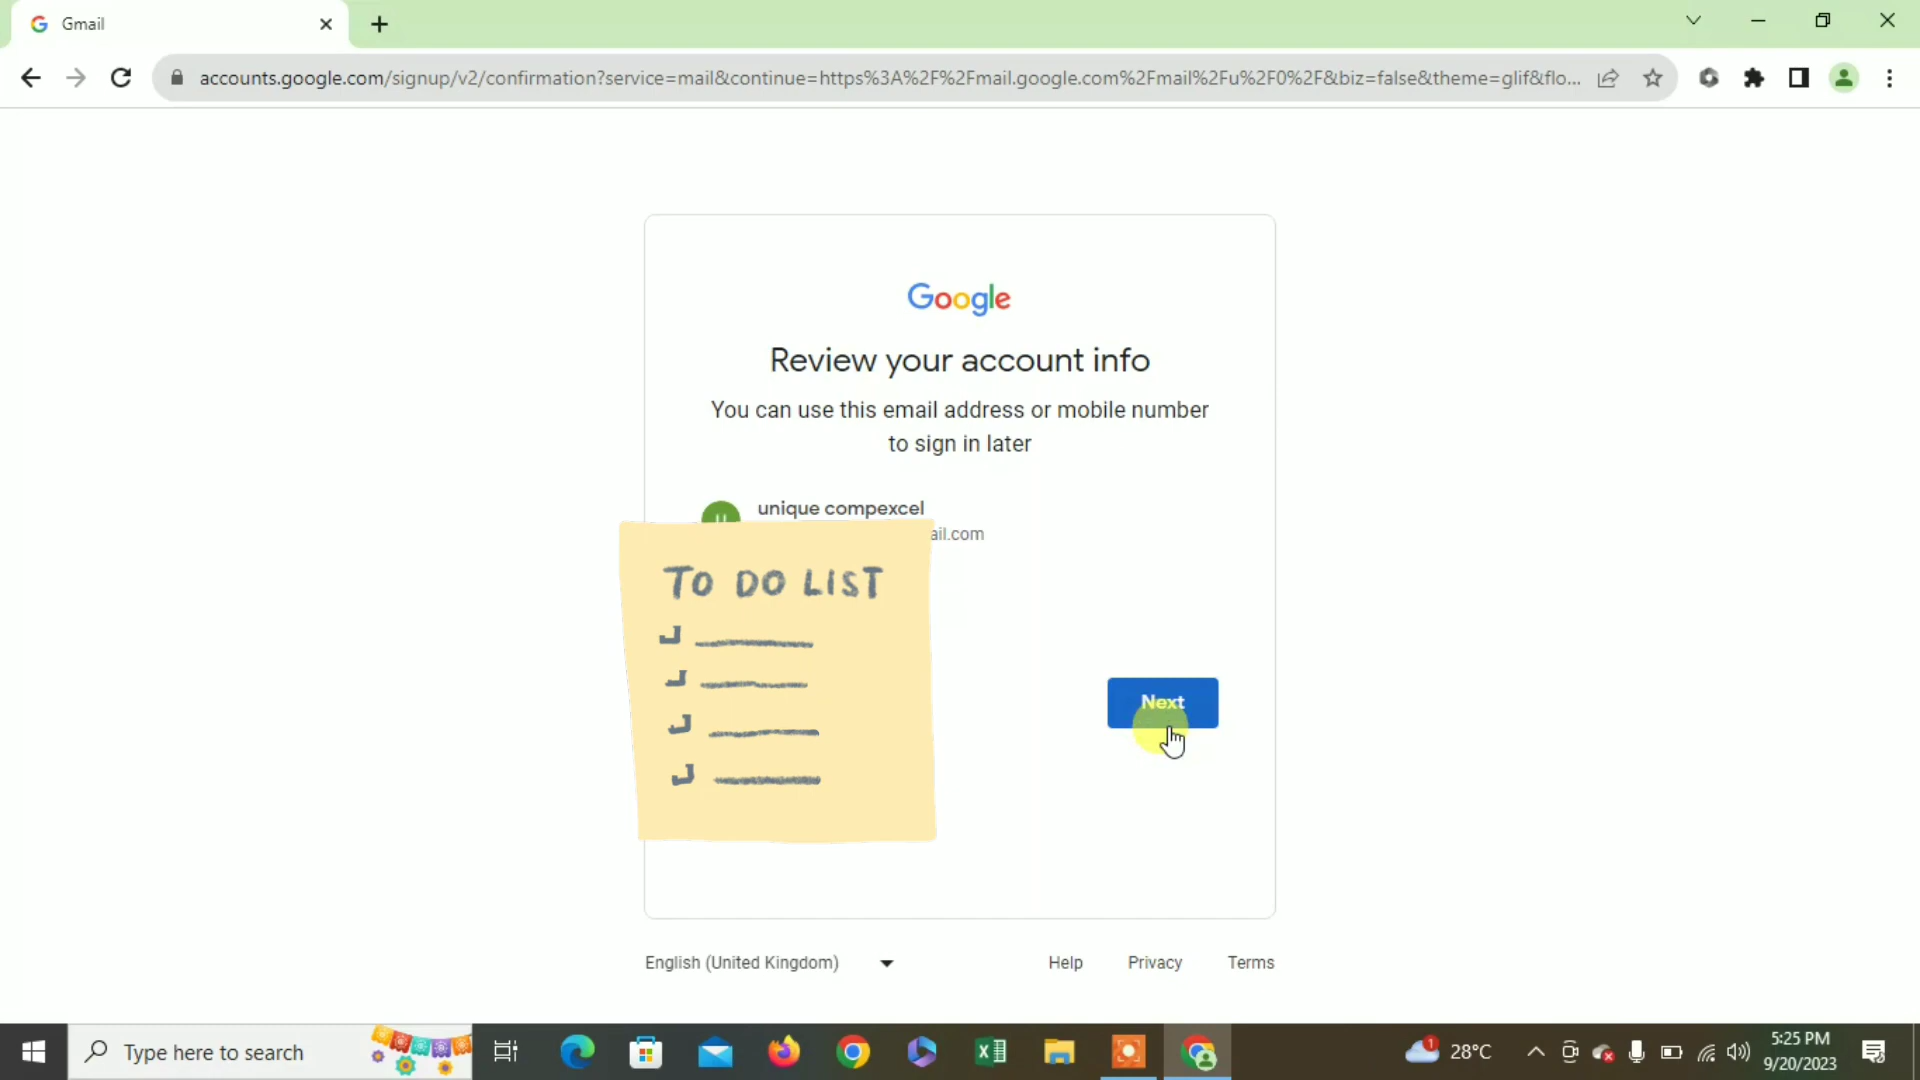 Gmail
accounts.google.com/signup/v2/confirmation?service=mail&continue=https%3A%2F%2Fmail.google.com%2Fmail%2Fu%2F0%2F&biz=false&theme=glif&flo...
Google
Review your account info
You can use this email address or mobile number
to sign in later
unique compexcel
ail.com
TO DO LIST
Next
English (United Kingdom)
Help
Privacy
Terms
Type here to search
1
28°C
5:25 PM
9/20/2023